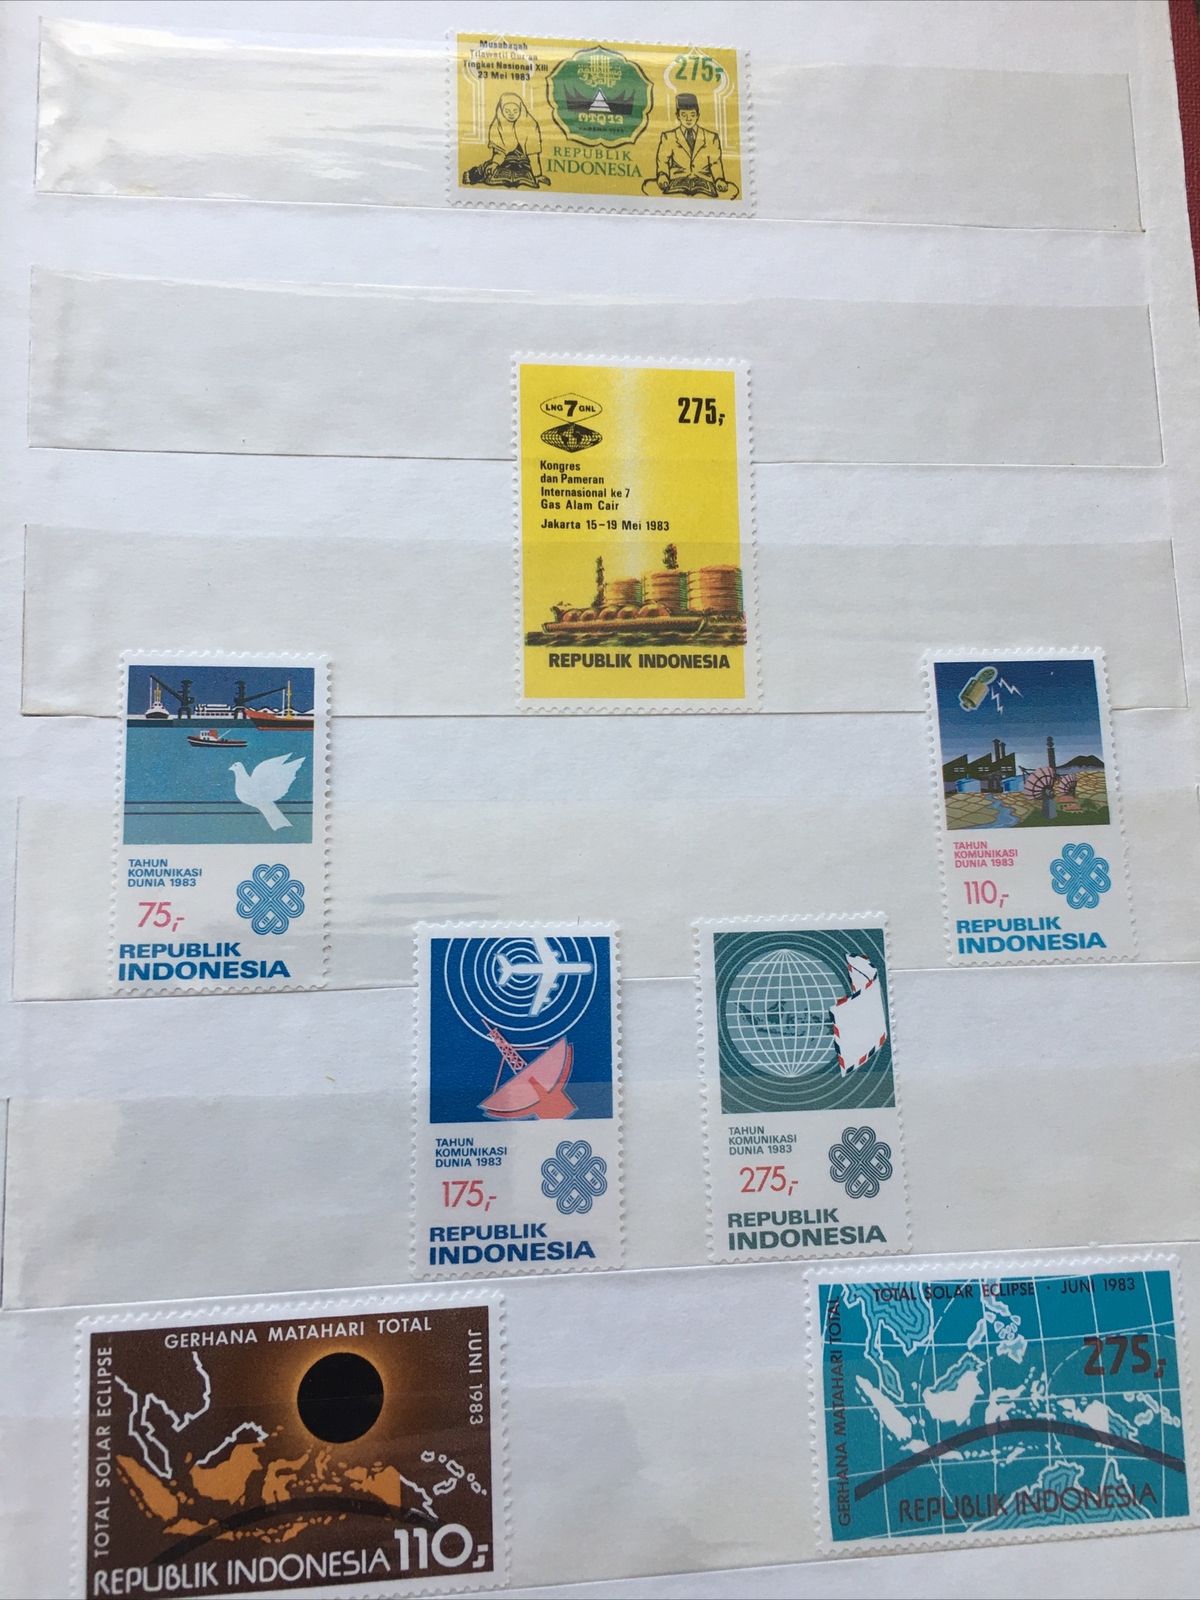 Musabaqah
Tilawatil Qur'an
Tingkat Nasional XIII
23 Mei 1983
275,-
MTQ 13
REPUBLIK
INDONESIA
LNG 7 GNL
275,-
Kongres
dan Pameran
Internasional ke 7
Gas Alam Cair
Jakarta 15-19 Mei 1983
REPUBLIK INDONESIA
TAHUN
KOMUNIKASI
DUNIA 1983
75,-
REPUBLIK
INDONESIA
TAHUN
KOMUNIKASI
DUNIA 1983
110,-
REPUBLIK
INDONESIA
TAHUN
KOMUNIKASI
DUNIA 1983
175,-
REPUBLIK
INDONESIA
TAHUN
KOMUNIKASI
DUNIA 1983
275,-
REPUBLIK
INDONESIA
GERHANA MATAHARI TOTAL
JUNI 1983
TOTAL SOLAR ECLIPSE
REPUBLIK INDONESIA 110,-
TOTAL SOLAR ECLIPSE · JUNI 1983
GERHANA MATAHARI TOTAL
275,-
REPUBLIK INDONESIA